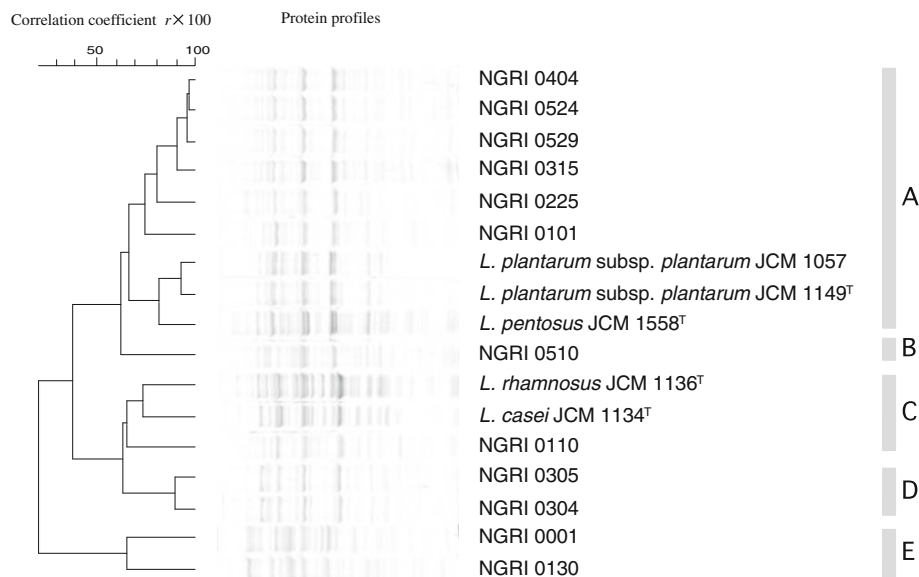 Correlation coefficient r×100 Protein profiles
50 100
NGRI 0404
NGRI 0524
NGRI 0529
NGRI 0315
NGRI 0225
A
NGRI 0101
L. plantarum subsp. plantarum JCM 1057
L. plantarum subsp. plantarum JCM 1149ᵀ
L. pentosus JCM 1558ᵀ
NGRI 0510 B
L. rhamnosus JCM 1136ᵀ
L. casei JCM 1134ᵀ C
NGRI 0110
NGRI 0305
D
NGRI 0304
NGRI 0001
E
NGRI 0130